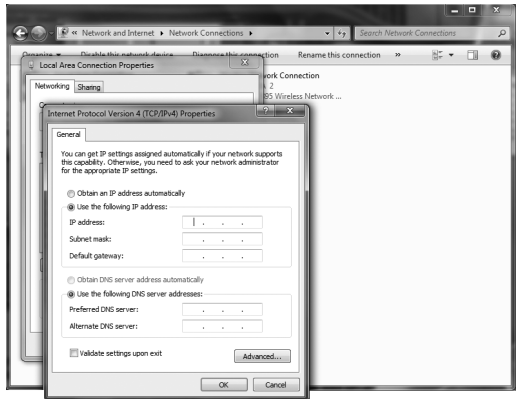 « Network and Internet ▸ Network Connections ▸
Search Network Connections
Organize Disable this network device Diagnose this connection Rename this connection »
Local Area Connection Properties
Networking Sharing
Internet Protocol Version 4 (TCP/IPv4) Properties
General
You can get IP settings assigned automatically if your network supports
this capability. Otherwise, you need to ask your network administrator
for the appropriate IP settings.
Obtain an IP address automatically
Use the following IP address:
IP address:
Subnet mask:
Default gateway:
Obtain DNS server address automatically
Use the following DNS server addresses:
Preferred DNS server:
Alternate DNS server:
Validate settings upon exit
Advanced...
OK Cancel
Connection
2
95 Wireless Network ...